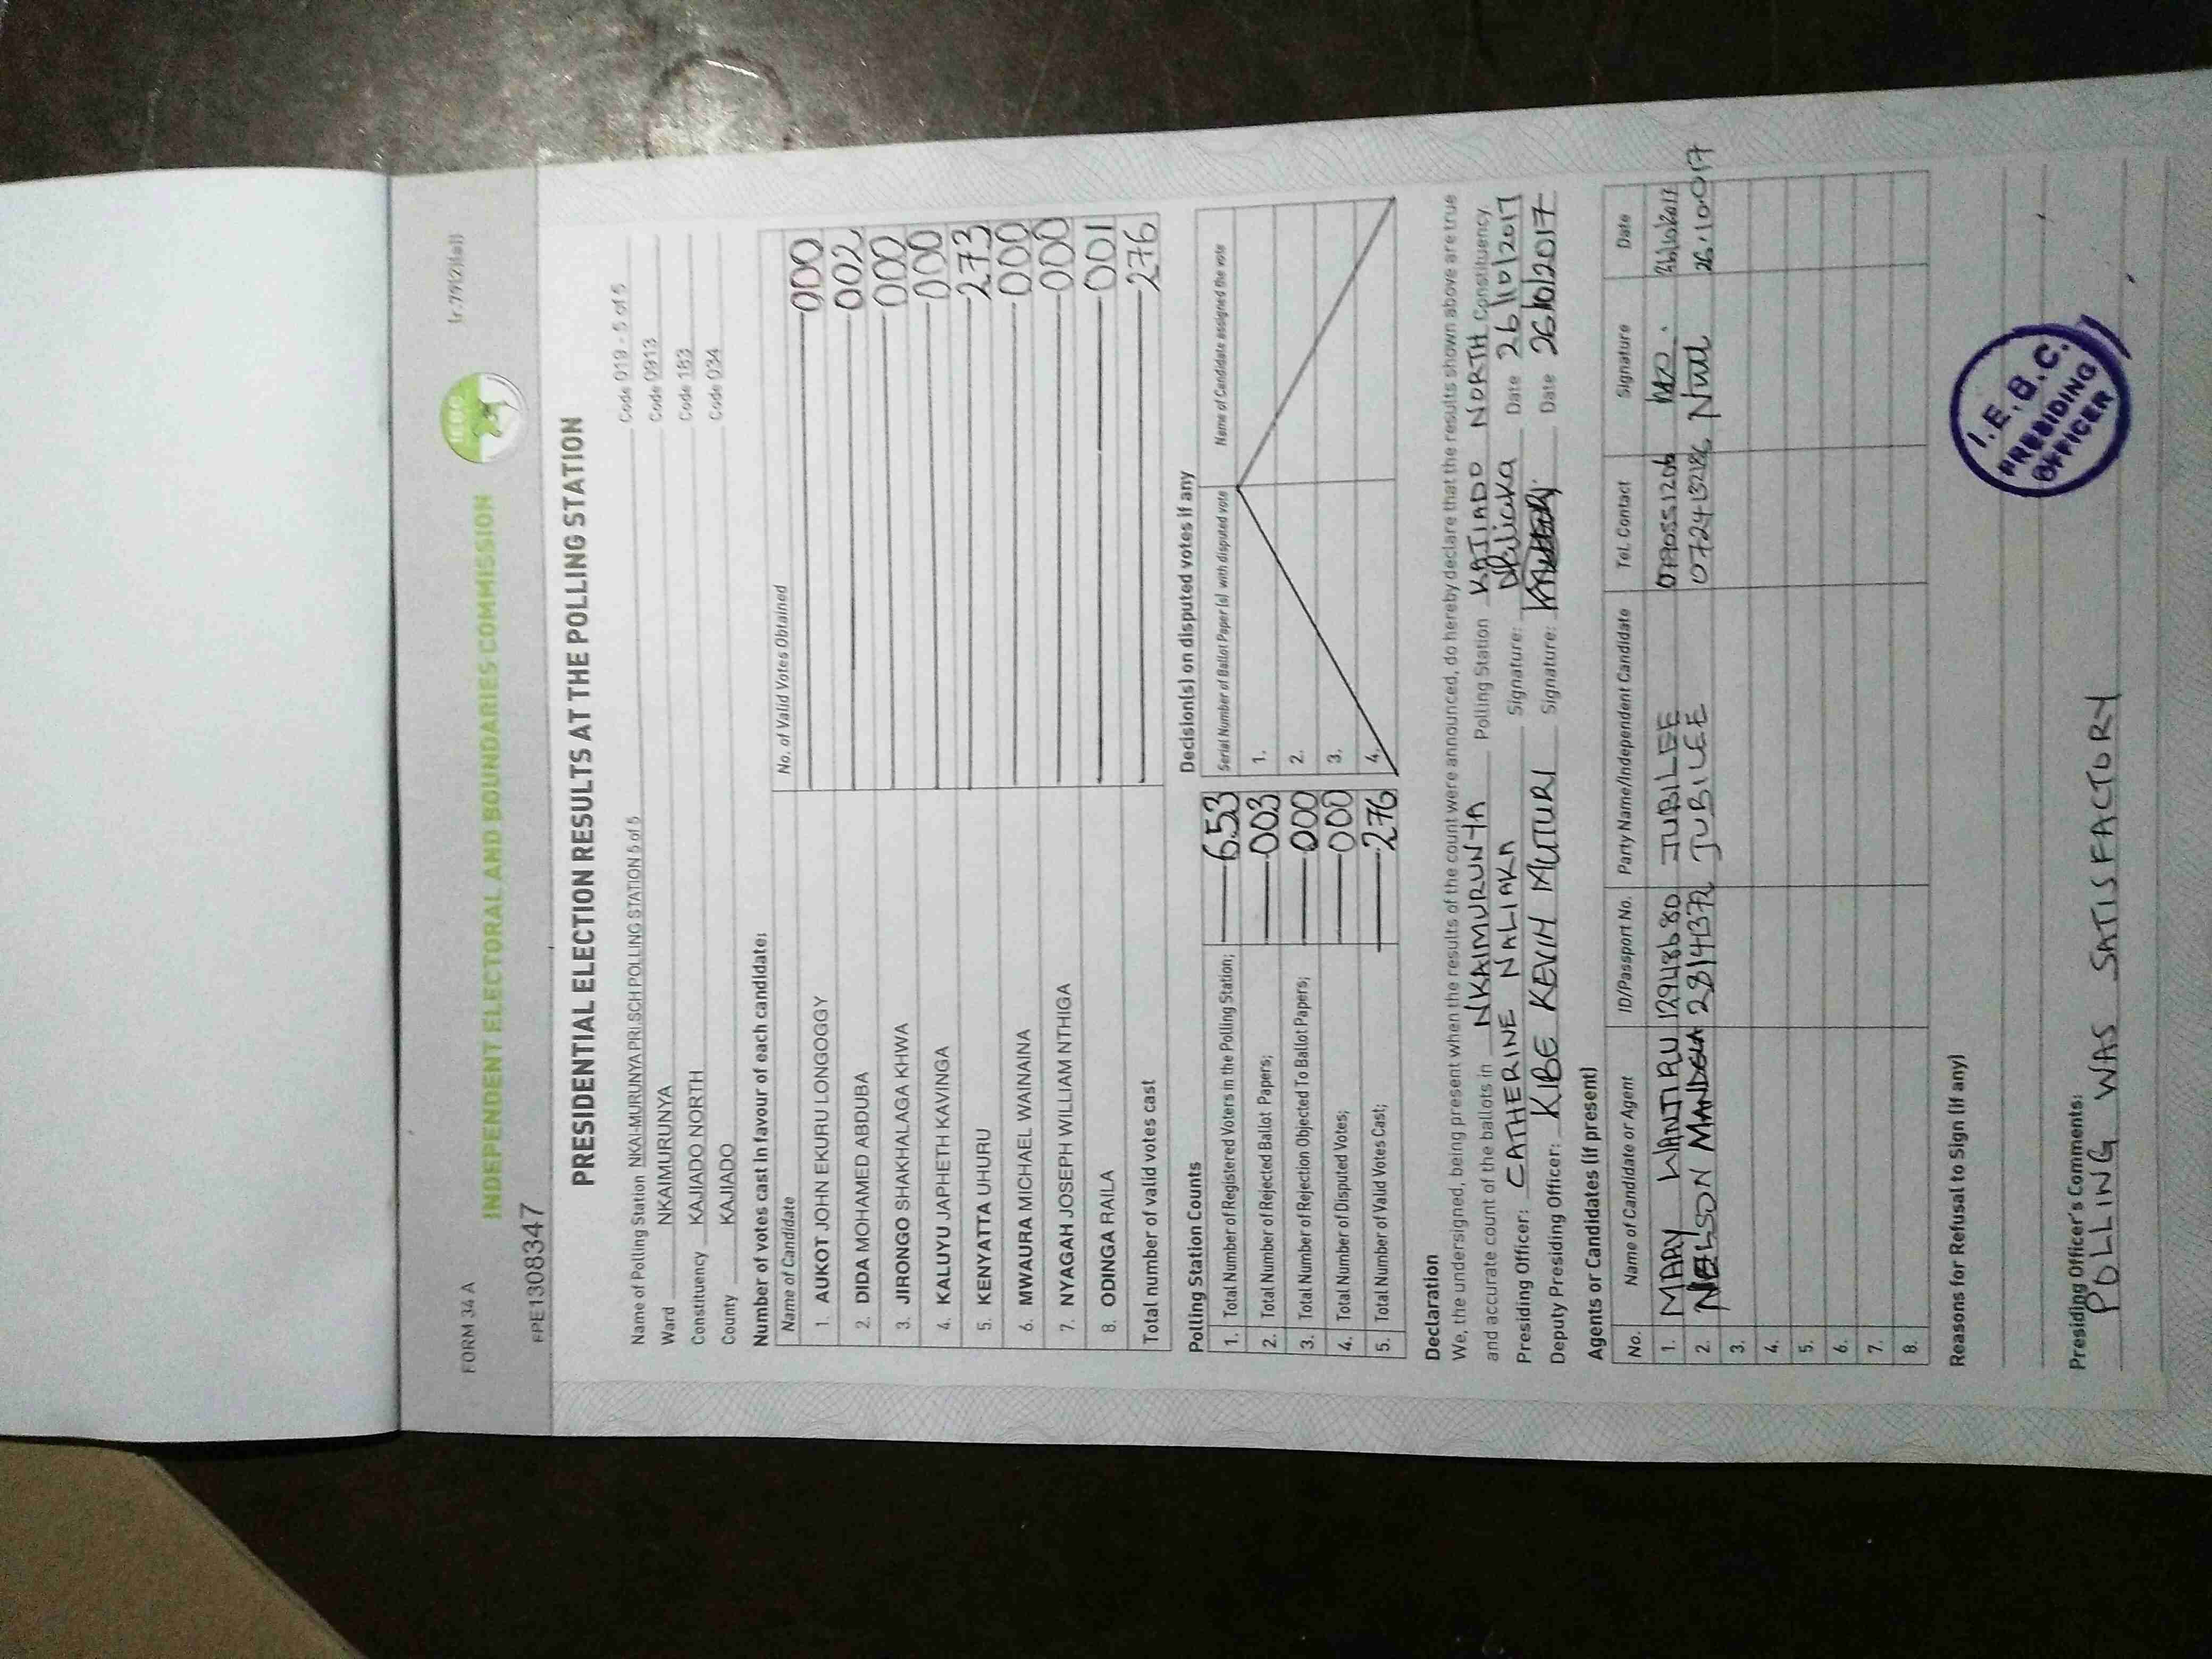 FORM 34 A
(r.79(2)(a))
INDEPENDENT ELECTORAL AND BOUNDARIES COMMISSION
IEBC
PRE1308347
PRESIDENTIAL ELECTION RESULTS AT THE POLLING STATION
Name of Polling Station NKAI-MURUNYA PRI SCH POLLING STATION 5 of 5 Code 019 - 5 of 5
Ward NKAIMURUNYA Code 0913
Constituency KAJIADO NORTH Code 183
County KAJIADO Code 034
Number of votes cast in favour of each candidate:
Name of Candidate No. of Valid Votes Obtained
1. AUKOT JOHN EKURU LONGOGGY 000
2. DIDA MOHAMED ABDUBA 002
3. JIRONGO SHAKHALAGA KHWA 000
4. KALUYU JAPHETH KAVINGA 000
5. KENYATTA UHURU 273
6. MWAURA MICHAEL WAINAINA 000
7. NYAGAH JOSEPH WILLIAM NTHIGA 000
8. ODINGA RAILA 001
Total number of valid votes cast 276
Polling Station Counts
1. Total Number of Registered Voters in the Polling Station; 653
2. Total Number of Rejected Ballot Papers; 003
3. Total Number of Rejection Objected To Ballot Papers; 000
4. Total Number of Disputed Votes; 000
5. Total Number of Valid Votes Cast; 276
Decision(s) on disputed votes if any
Serial Number of Ballot Paper (s) with disputed vote Name of Candidate assigned the vote
1.
2.
3.
4.
Declaration
We, the undersigned, being present when the results of the count were announced, do hereby declare that the results shown above are true
and accurate count of the ballots in NKAIMURUNYA Polling Station KAJIADO NORTH Constituency.
Presiding Officer: CATHERINE NALIAKA Signature: Naliaka Date 26/10/2017
Deputy Presiding Officer: KIBE KEVIN MUTURI Signature: Date 26/10/2017
Agents or Candidates (if present)
No. Name of Candidate or Agent ID/Passport No. Party Name/Independent Candidate Tel. Contact Signature Date
1. MARY WANJIRU 12948680 JUBILEE 26/10/2017
2. NELSON MANDELA 28141372 JUBILEE 0724132186
3.
4.
5.
6.
7.
8.
Reasons for Refusal to Sign (if any)
Presiding Officer's Comments:
POLLING WAS SATISFACTORY
I.E.B.C.
PRESIDING
OFFICER